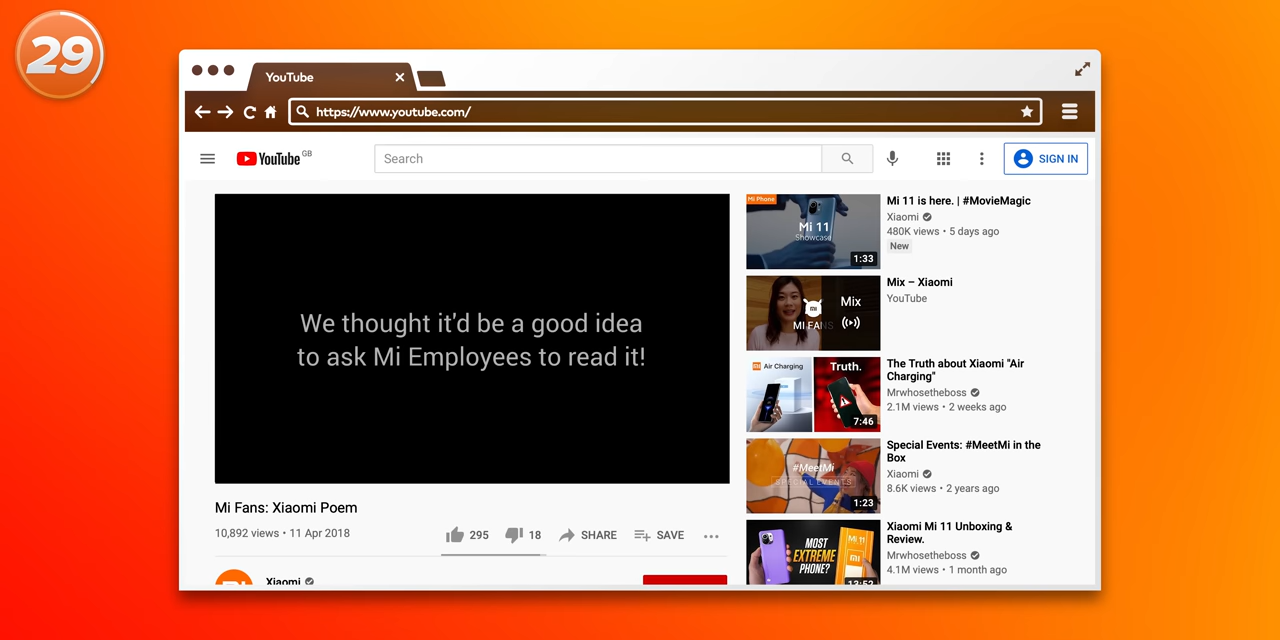 29
YouTube
https://www.youtube.com/
YouTube GB
Search
SIGN IN
We thought it'd be a good idea
to ask Mi Employees to read it!
Mi Fans: Xiaomi Poem
10,892 views • 11 Apr 2018
295
18
SHARE
SAVE
Xiaomi
Mi Phone
Mi 11
Showcase
1:33
Mi 11 is here. | #MovieMagic
Xiaomi
480K views • 5 days ago
New
MI FANS
Mix
Mix – Xiaomi
YouTube
Air Charging
Truth.
7:46
The Truth about Xiaomi "Air
Charging"
Mrwhosetheboss
2.1M views • 2 weeks ago
#MeetMi
SPECIAL EVENTS
1:23
Special Events: #MeetMi in the
Box
Xiaomi
8.6K views • 2 years ago
MOST
EXTREME
PHONE?
Mi 11
13:52
Xiaomi Mi 11 Unboxing &
Review.
Mrwhosetheboss
4.1M views • 1 month ago